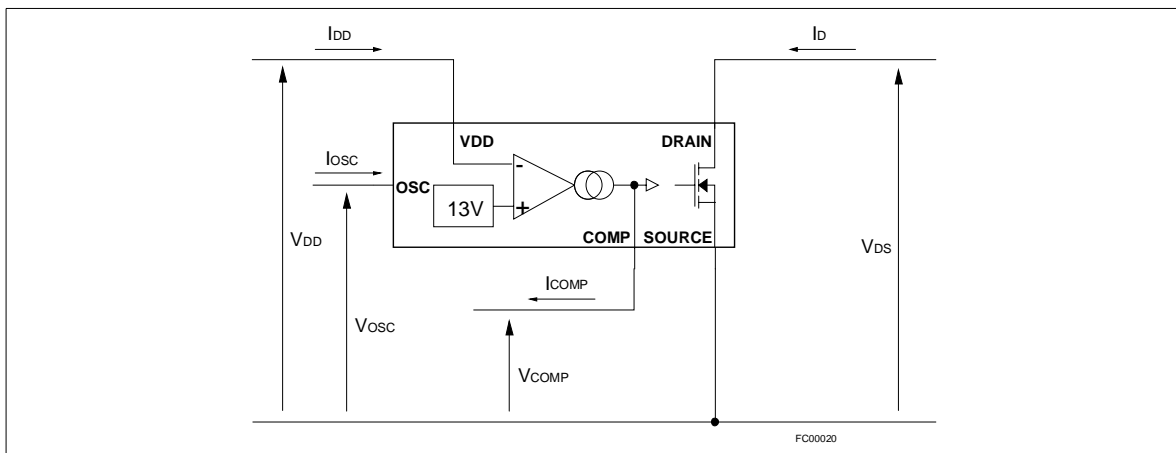 IDD
ID
VDD
DRAIN
IOSC
OSC
-
13V
+
COMP
SOURCE
VDD
VDS
ICOMP
VOSC
VCOMP
FC00020